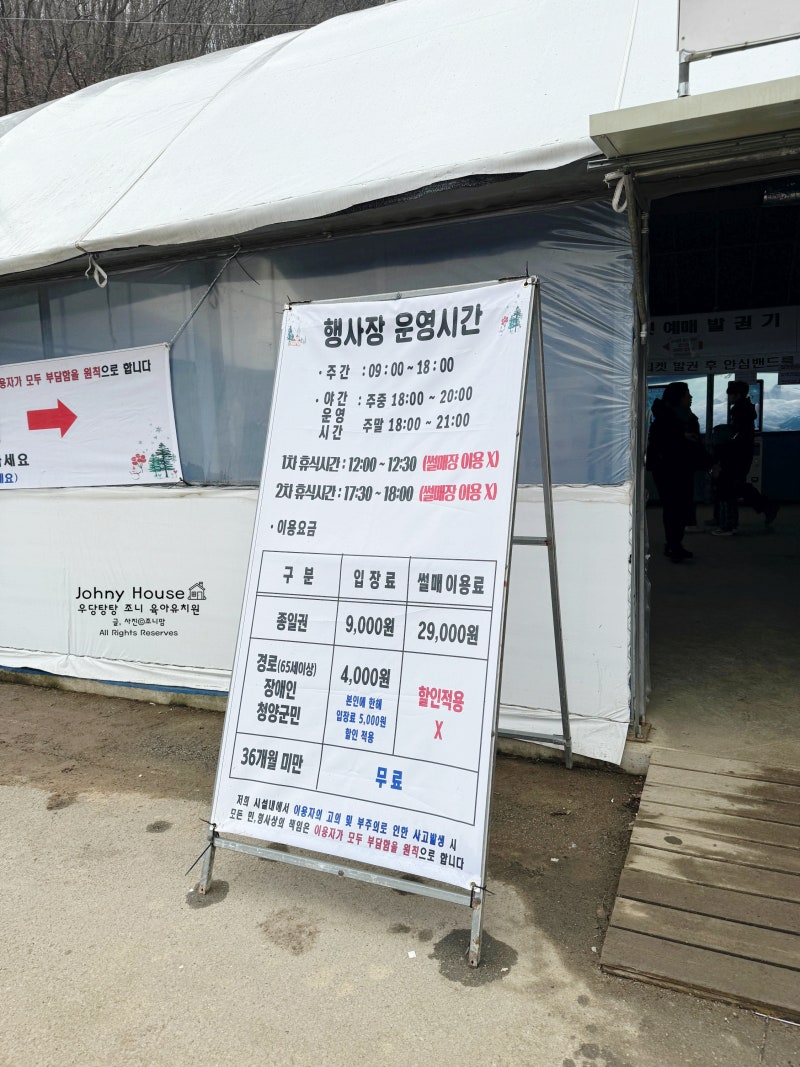 행사장 운영시간
· 주 간 : 09:00 ~ 18:00
· 야 간 : 주중 18:00 ~ 20:00
운 영
시 간 주말 18:00 ~ 21:00
1차 휴식시간 : 12:00 ~ 12:30 (썰매장 이용 X)
2차 휴식시간 : 17:30 ~ 18:00 (썰매장 이용 X)
· 이용요금
구 분 입 장 료 썰매이용료
종일권 9,000원 29,000원
경로(65세이상)
장애인
청양군민
4,000원
본인에 한해
입장료 5,000원
할인 적용
할인적용
X
36개월 미만 무료
저희 시설내에서 이용자의 고의 및 부주의로 인한 사고발생 시
모든 민,형사상의 책임은 이용자가 모두 부담함을 원칙으로 합니다
가 모두 부담함을 원칙으로 합니다
세요
Johny House
우당탕탕 조니 육아유치원
글, 사진©조니맘
All Rights Reserves
예매 발권기
발권 후 안심밴드를